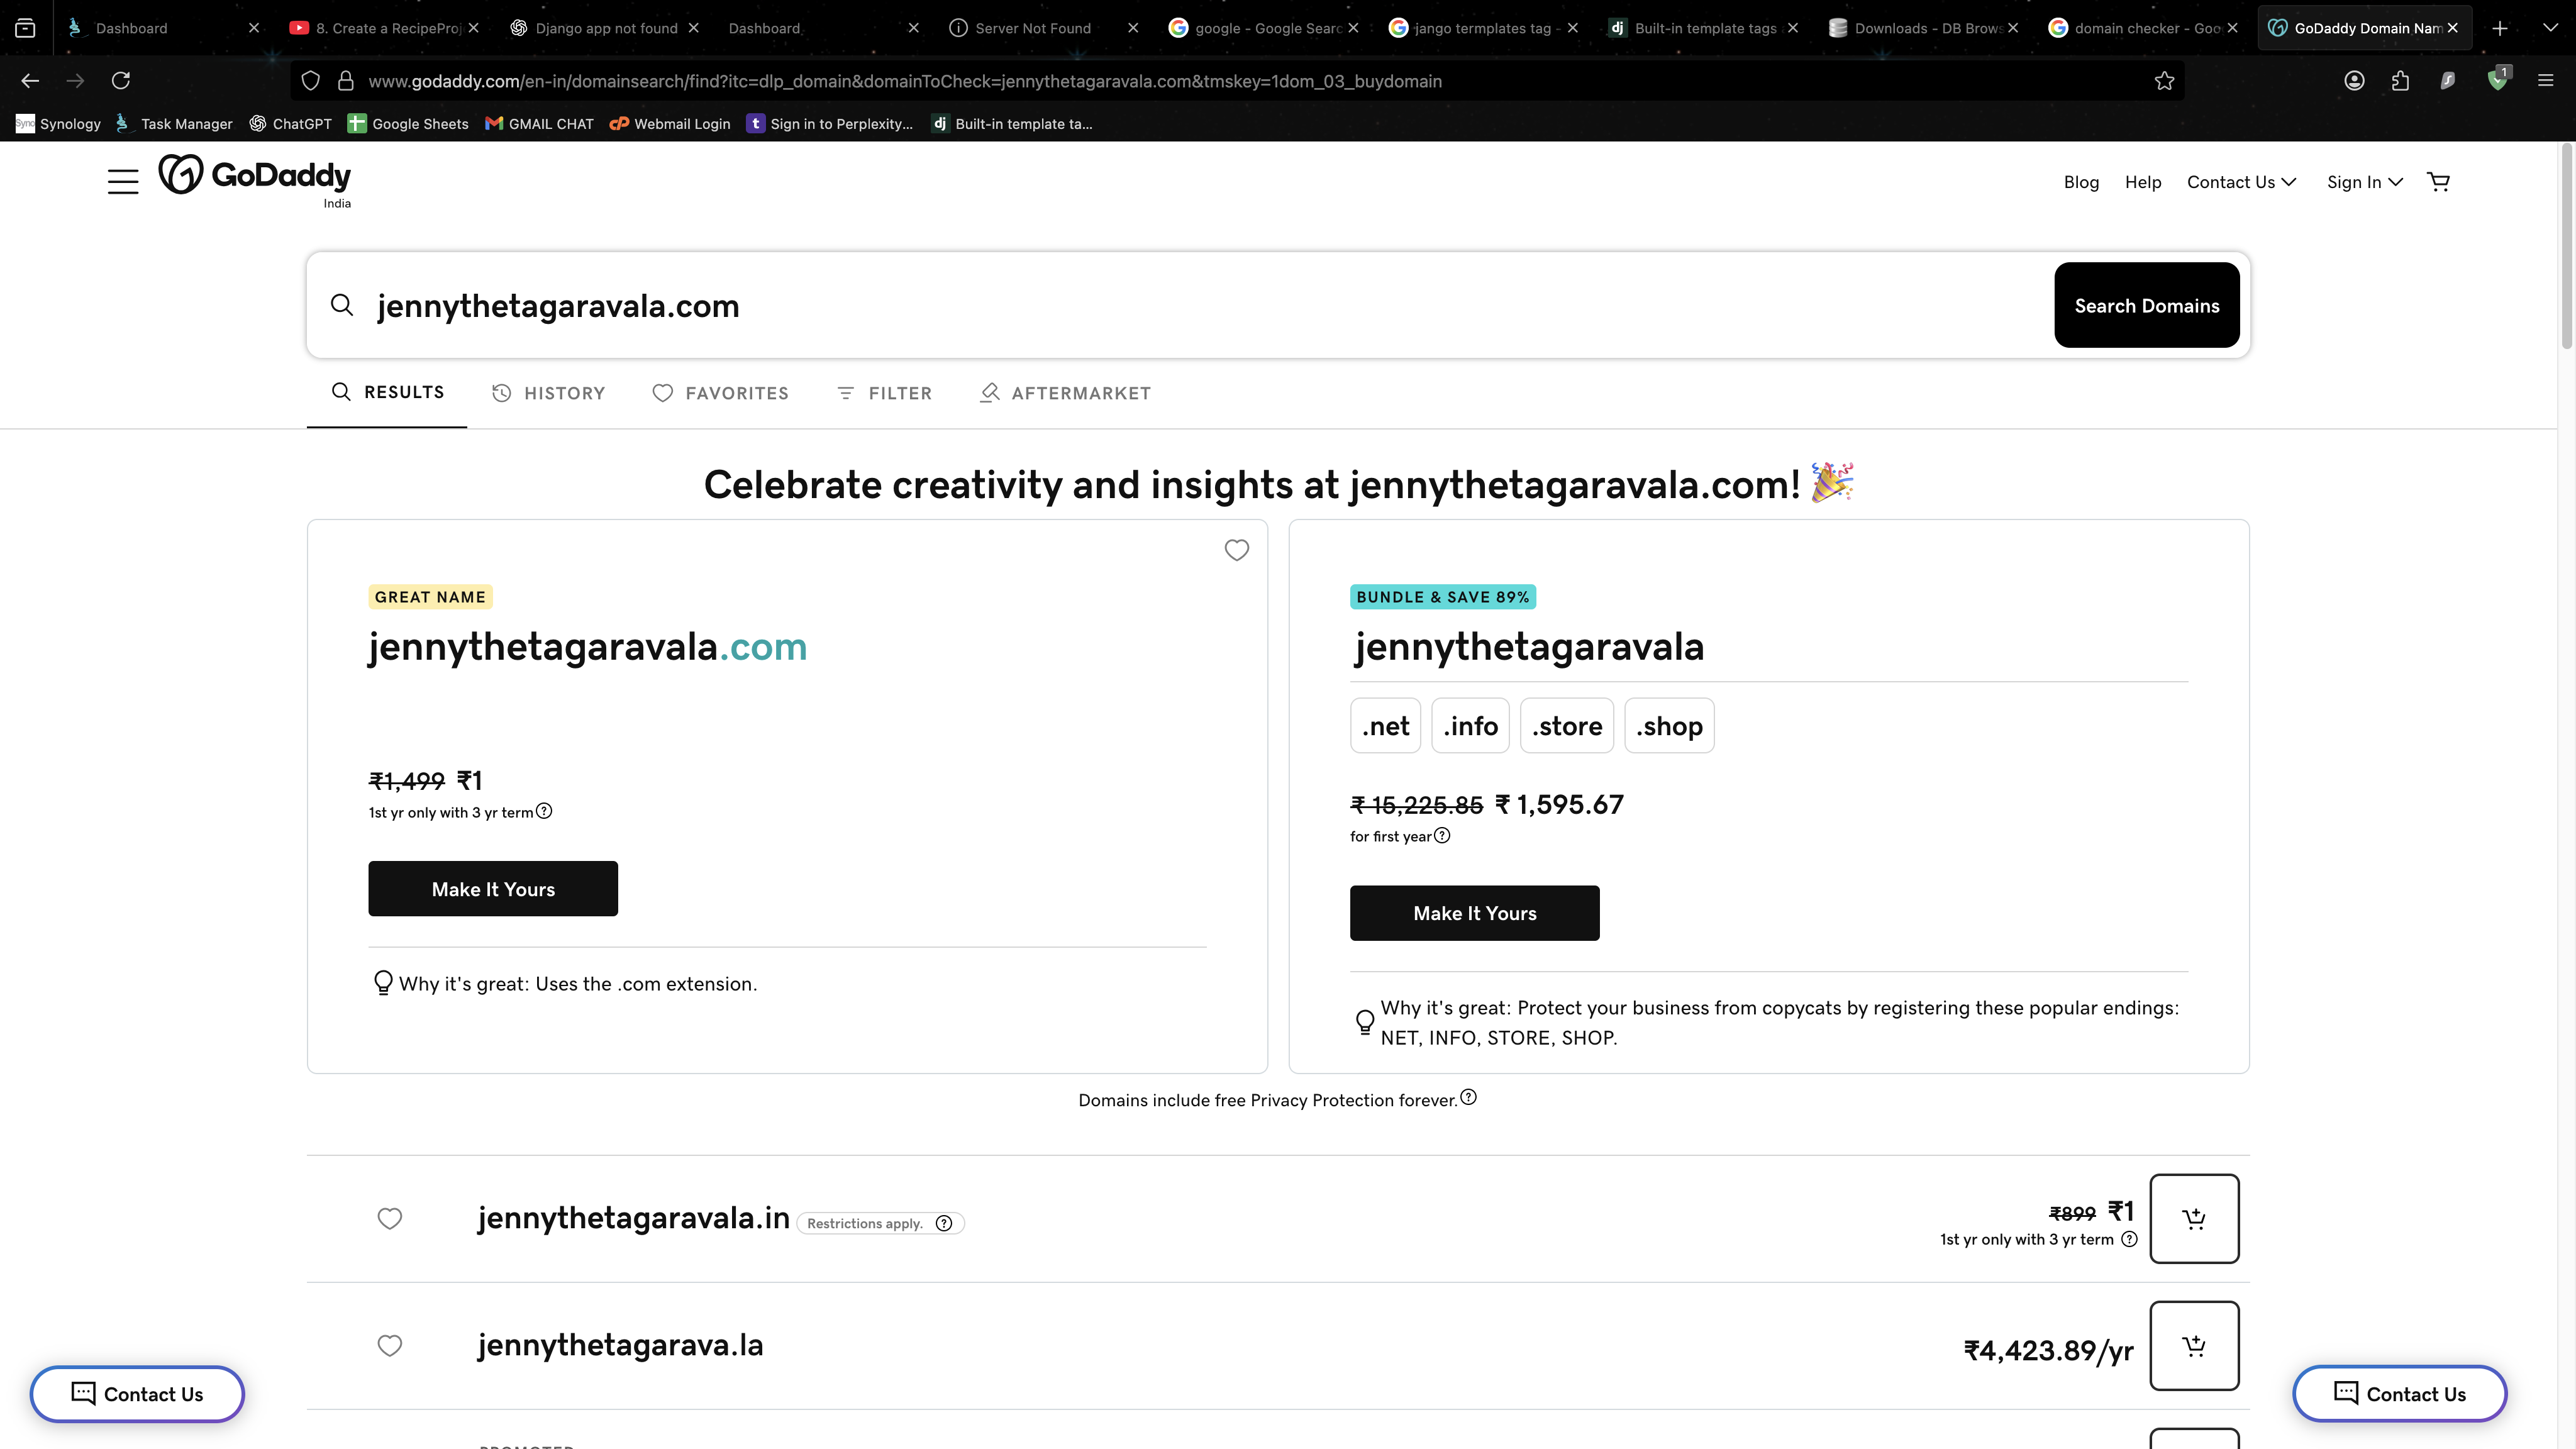 Dashboard
8. Create a RecipeProj
Django app not found
Dashboard
Server Not Found
google - Google Searc
jango termplates tag -
Built-in template tags
Downloads - DB Brows
domain checker - Goo
GoDaddy Domain Nam
www.godaddy.com/en-in/domainsearch/find?itc=dlp_domain&domainToCheck=jennythetagaravala.com&tmskey=1dom_03_buydomain
1
Synology
Task Manager
ChatGPT
Google Sheets
GMAIL CHAT
Webmail Login
Sign in to Perplexity...
Built-in template ta...
GoDaddy
India
Blog
Help
Contact Us
Sign In
jennythetagaravala.com
Search Domains
RESULTS
HISTORY
FAVORITES
FILTER
AFTERMARKET
Celebrate creativity and insights at jennythetagaravala.com! 🎉
GREAT NAME
jennythetagaravala.com
₹1,499 ₹1
1st yr only with 3 yr term
Make It Yours
Why it's great: Uses the .com extension.
BUNDLE & SAVE 89%
jennythetagaravala
.net
.info
.store
.shop
₹ 15,225.85 ₹ 1,595.67
for first year
Make It Yours
Why it's great: Protect your business from copycats by registering these popular endings:
NET, INFO, STORE, SHOP.
Domains include free Privacy Protection forever.
jennythetagaravala.in
Restrictions apply.
₹899 ₹1
1st yr only with 3 yr term
jennythetagarava.la
₹4,423.89/yr
Contact Us
Contact Us
PROMOTED